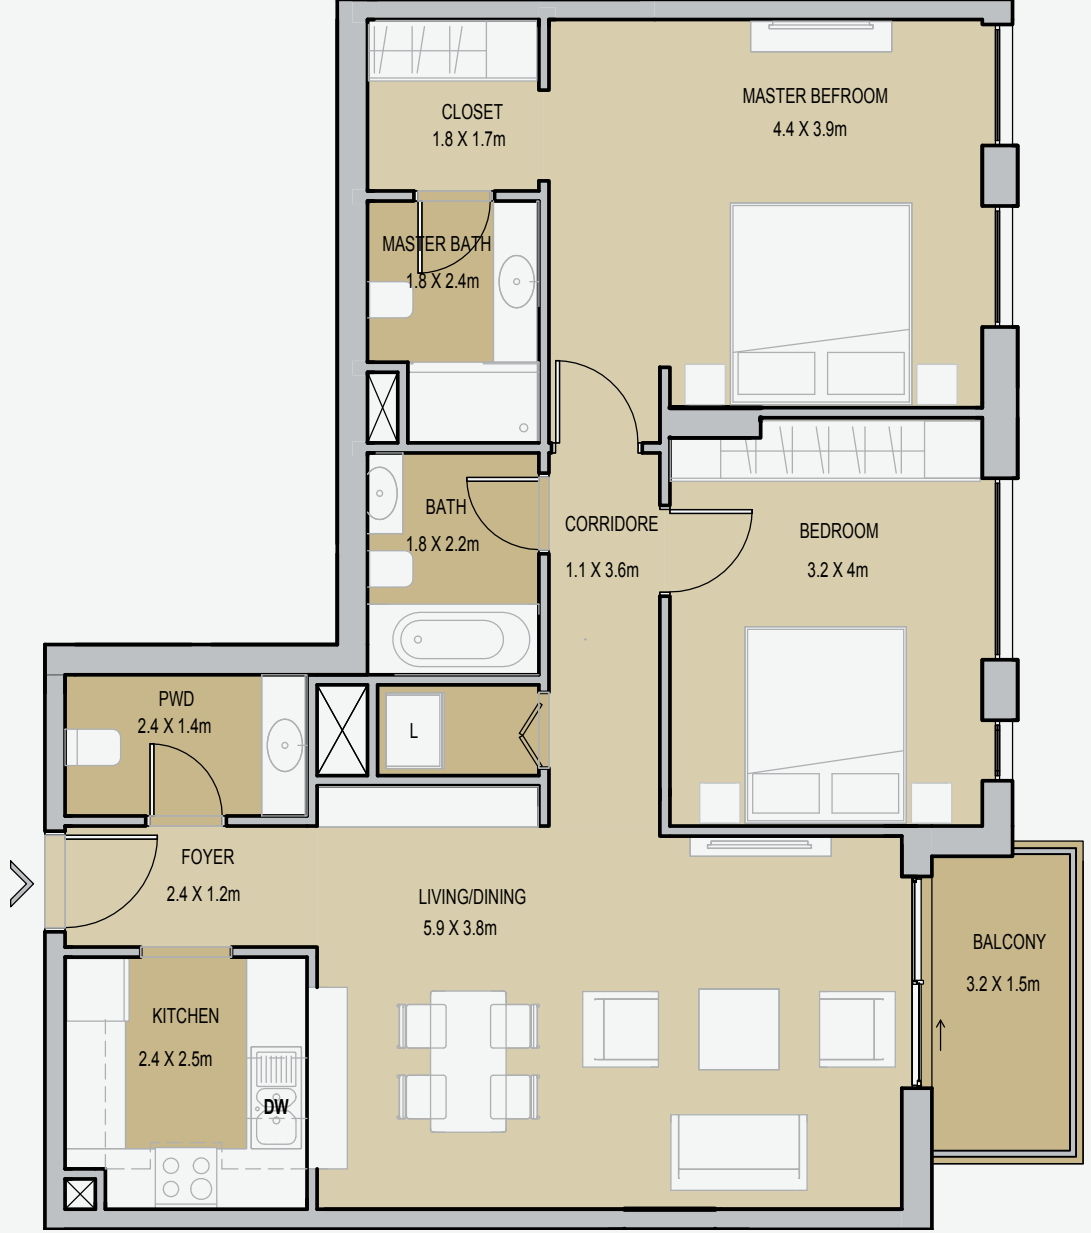 CLOSET
1.8 X 1.7m
MASTER BEFROOM
4.4 X 3.9m
MASTER BATH
1.8 X 2.4m
BATH
1.8 X 2.2m
CORRIDORE
1.1 X 3.6m
BEDROOM
3.2 X 4m
PWD
2.4 X 1.4m
L
FOYER
2.4 X 1.2m
LIVING/DINING
5.9 X 3.8m
BALCONY
3.2 X 1.5m
KITCHEN
2.4 X 2.5m
DW